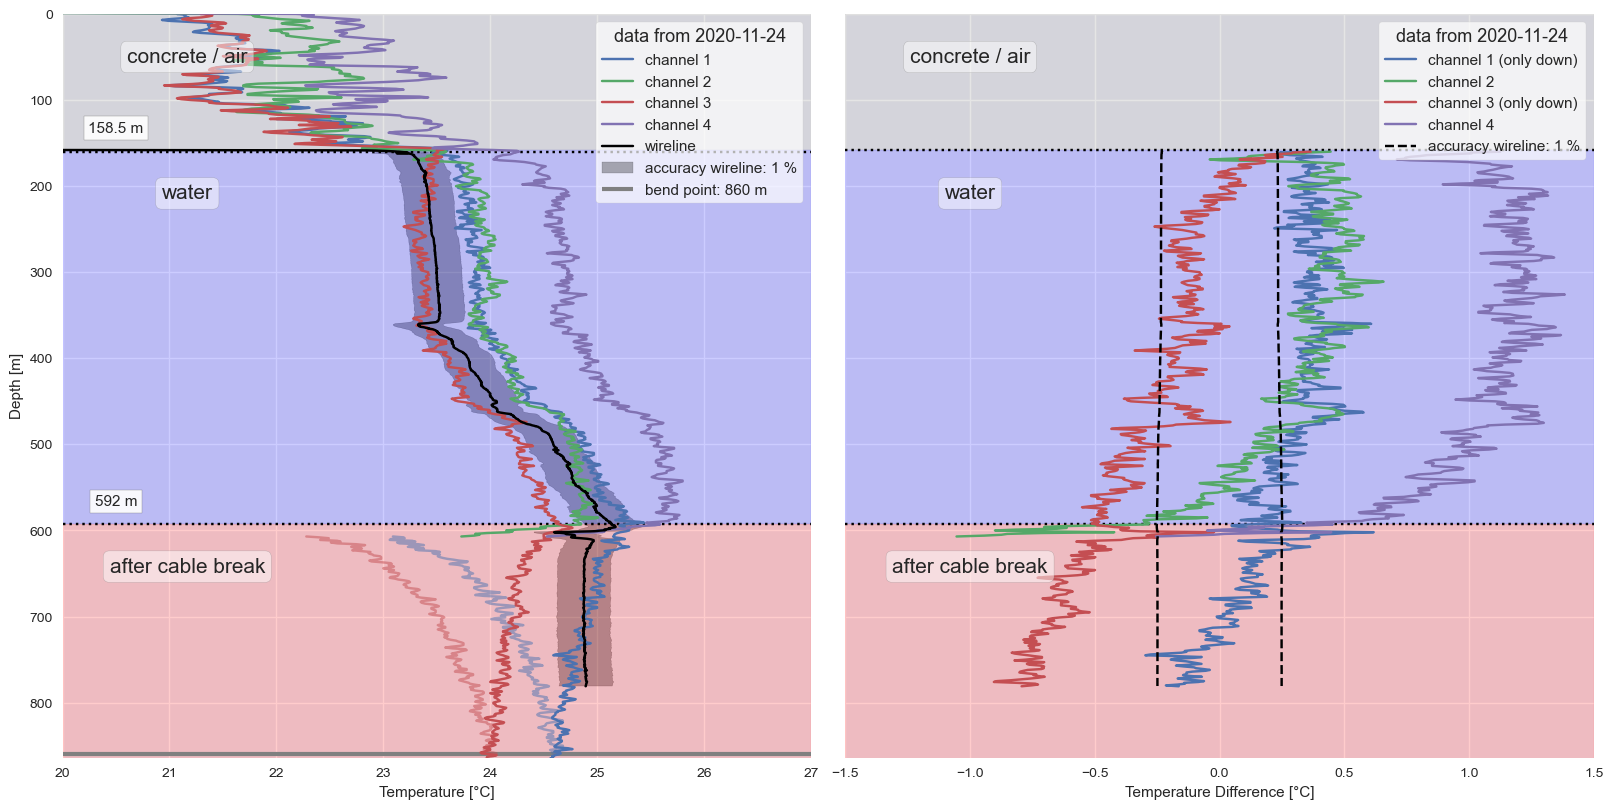 0
100
200
300
400
500
600
700
800
Depth [m]
20
21
22
23
24
25
26
27
Temperature [°C]
concrete / air
158.5 m
water
592 m
after cable break
data from 2020-11-24
channel 1
channel 2
channel 3
channel 4
wireline
accuracy wireline: 1 %
bend point: 860 m
concrete / air
water
after cable break
data from 2020-11-24
channel 1 (only down)
channel 2
channel 3 (only down)
channel 4
accuracy wireline: 1 %
−1.5
−1.0
−0.5
0.0
0.5
1.0
1.5
Temperature Difference [°C]